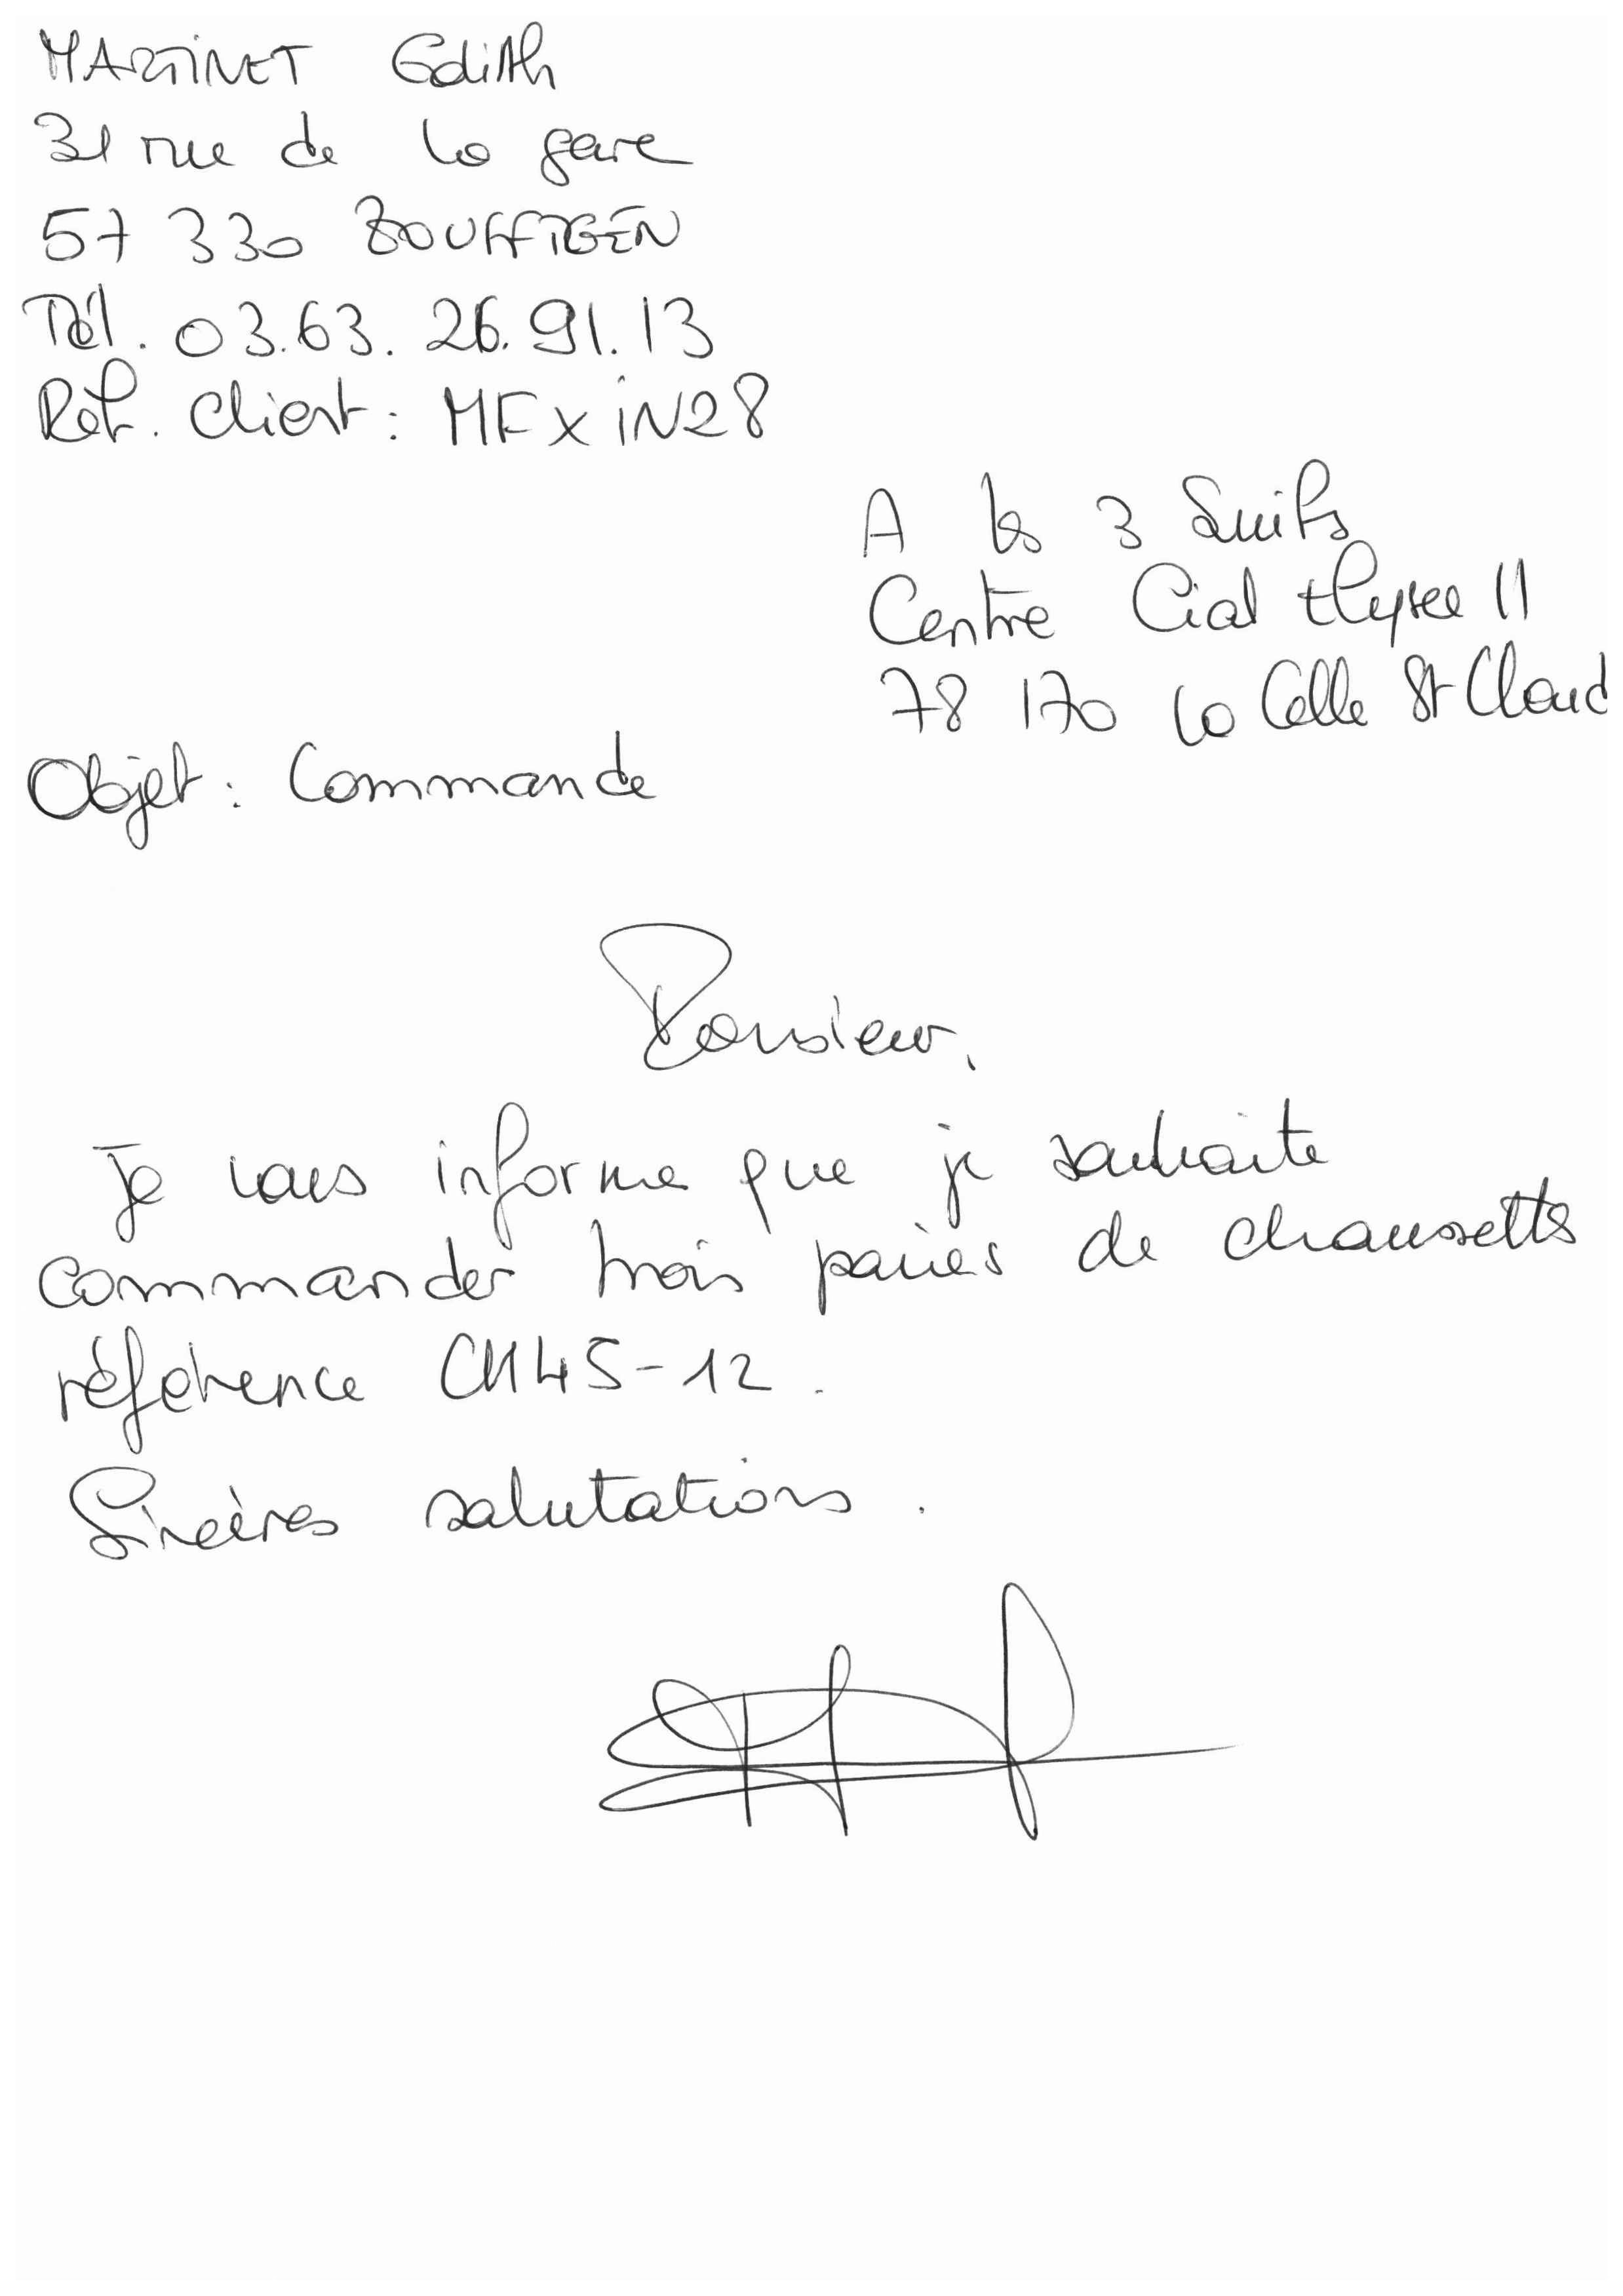 MARTINET Edith
31 rue de la gare
57 330 BOUFFTGEN
Tél. 03.63.26.91.13
Réf. Client : MFXIN28
A les 3 Suifs
Centre Cial Elysee II
78 170 la Celle St Cloud
Objet : Commande
Monsieur,
Je vous informe que je souhaite
commander trois paires de chaussettes
référence CH45-12.
Sincères salutations.